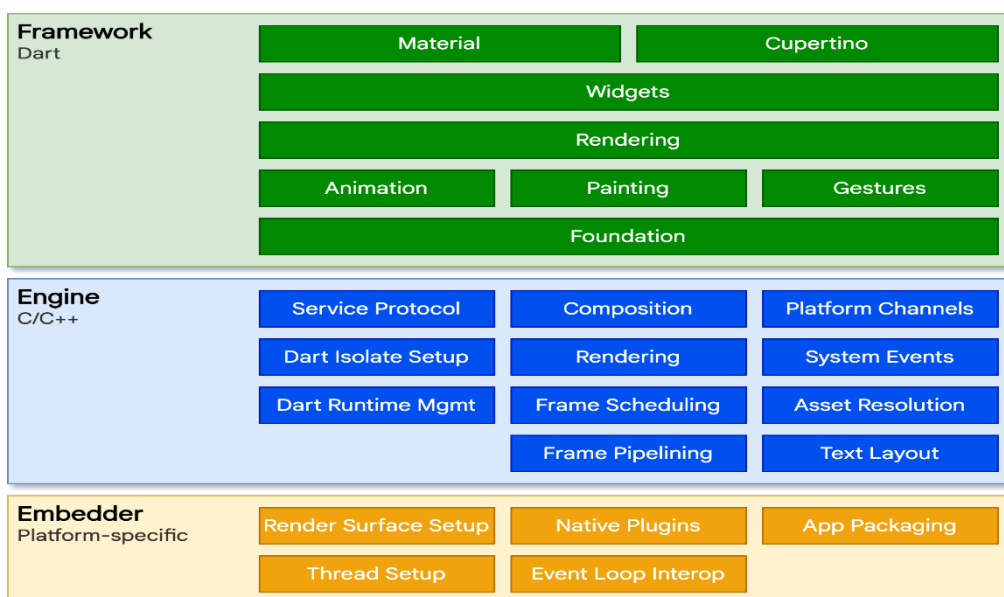 Framework
Dart
Material
Cupertino
Widgets
Rendering
Animation
Painting
Gestures
Foundation
Engine
C/C++
Service Protocol
Composition
Platform Channels
Dart Isolate Setup
Rendering
System Events
Dart Runtime Mgmt
Frame Scheduling
Asset Resolution
Frame Pipelining
Text Layout
Embedder
Platform-specific
Render Surface Setup
Native Plugins
App Packaging
Thread Setup
Event Loop Interop